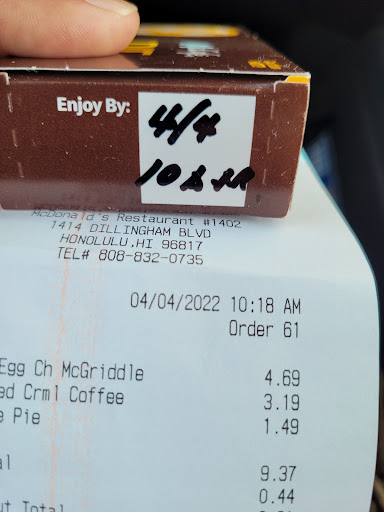 Enjoy By:
4/4
10
McDonald's Restaurant #1402
1414 DILLINGHAM BLVD
HONOLULU,HI 96817
TEL# 808-832-0735
04/04/2022 10:18 AM
Order 61
Egg Ch McGriddle 4.69
ed Crml Coffee 3.19
e Pie 1.49
al 9.37
0.44
ut Total